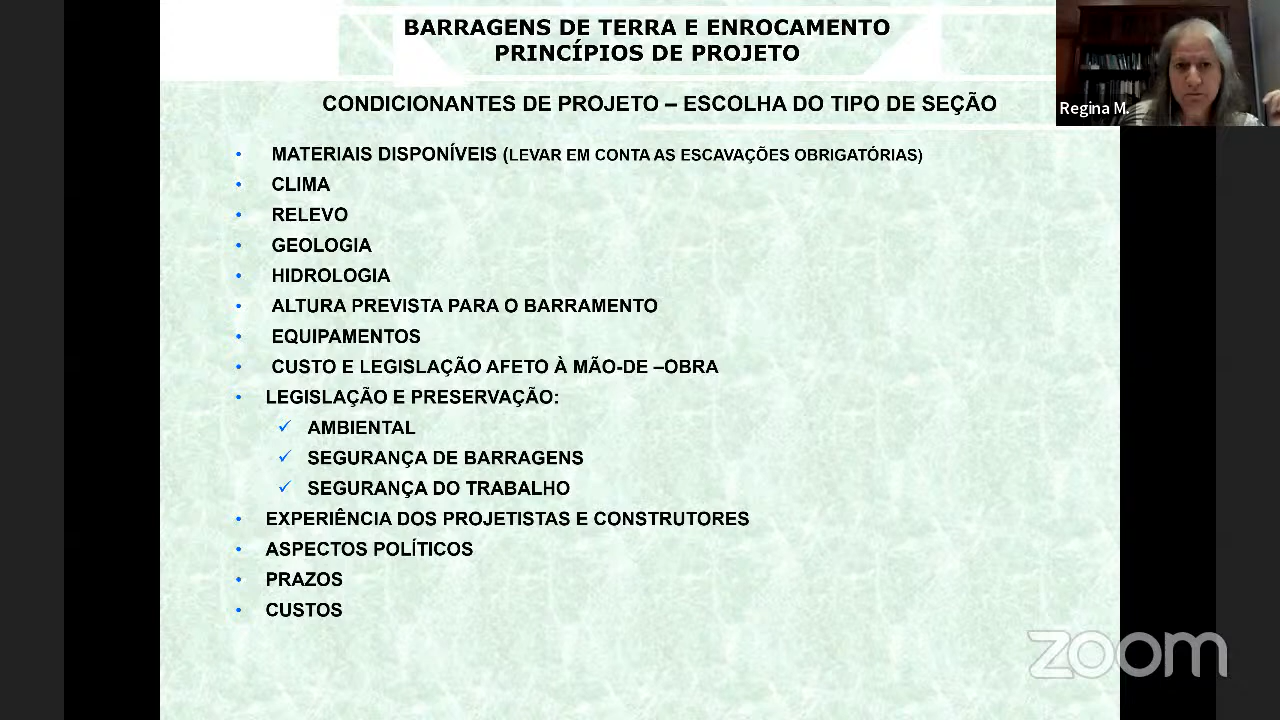 BARRAGENS DE TERRA E ENROCAMENTO
PRINCÍPIOS DE PROJETO
Regina M.
CONDICIONANTES DE PROJETO – ESCOLHA DO TIPO DE SEÇÃO
• MATERIAIS DISPONÍVEIS (LEVAR EM CONTA AS ESCAVAÇÕES OBRIGATÓRIAS)
• CLIMA
• RELEVO
• GEOLOGIA
• HIDROLOGIA
• ALTURA PREVISTA PARA O BARRAMENTO
• EQUIPAMENTOS
• CUSTO E LEGISLAÇÃO AFETO À MÃO-DE –OBRA
• LEGISLAÇÃO E PRESERVAÇÃO:
✓ AMBIENTAL
✓ SEGURANÇA DE BARRAGENS
✓ SEGURANÇA DO TRABALHO
• EXPERIÊNCIA DOS PROJETISTAS E CONSTRUTORES
• ASPECTOS POLÍTICOS
• PRAZOS
• CUSTOS
zoom